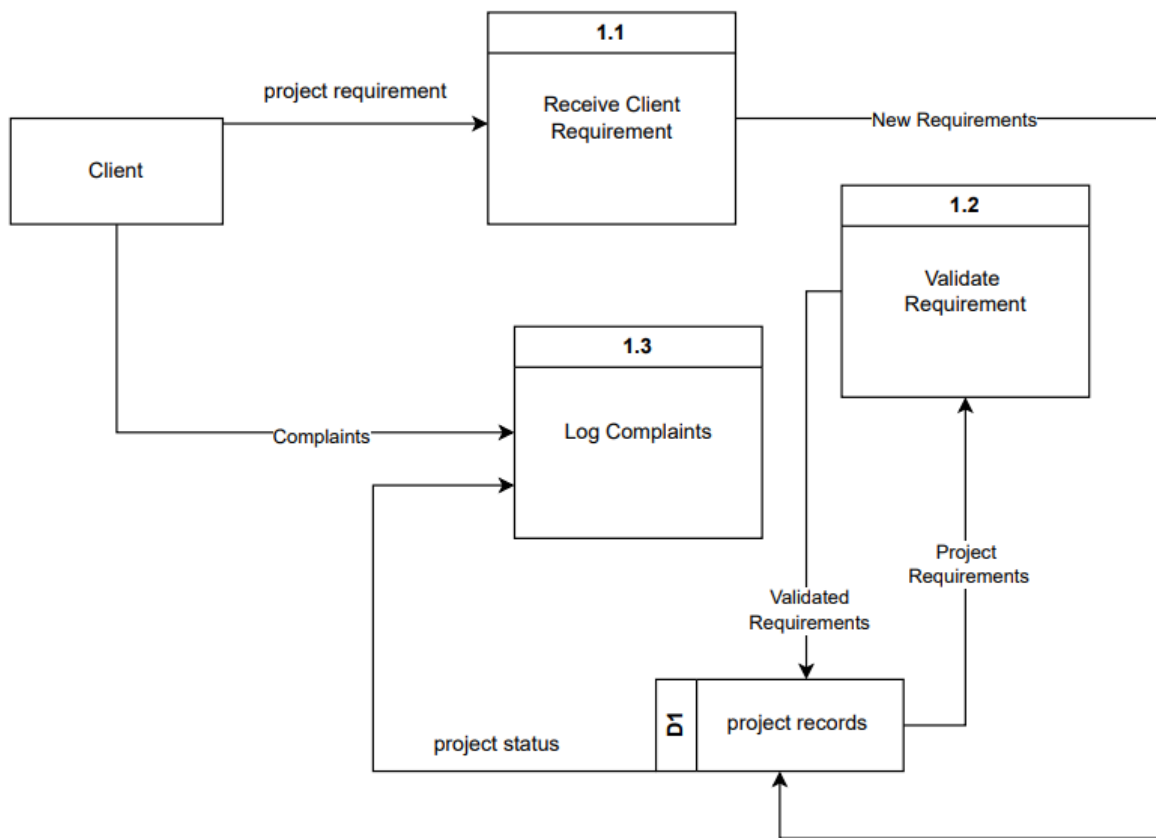 1.1
project requirement
Receive Client
Requirement
New Requirements
Client
1.2
Validate
Requirement
1.3
Complaints
Log Complaints
Project
Requirements
Validated
Requirements
D1
project records
project status